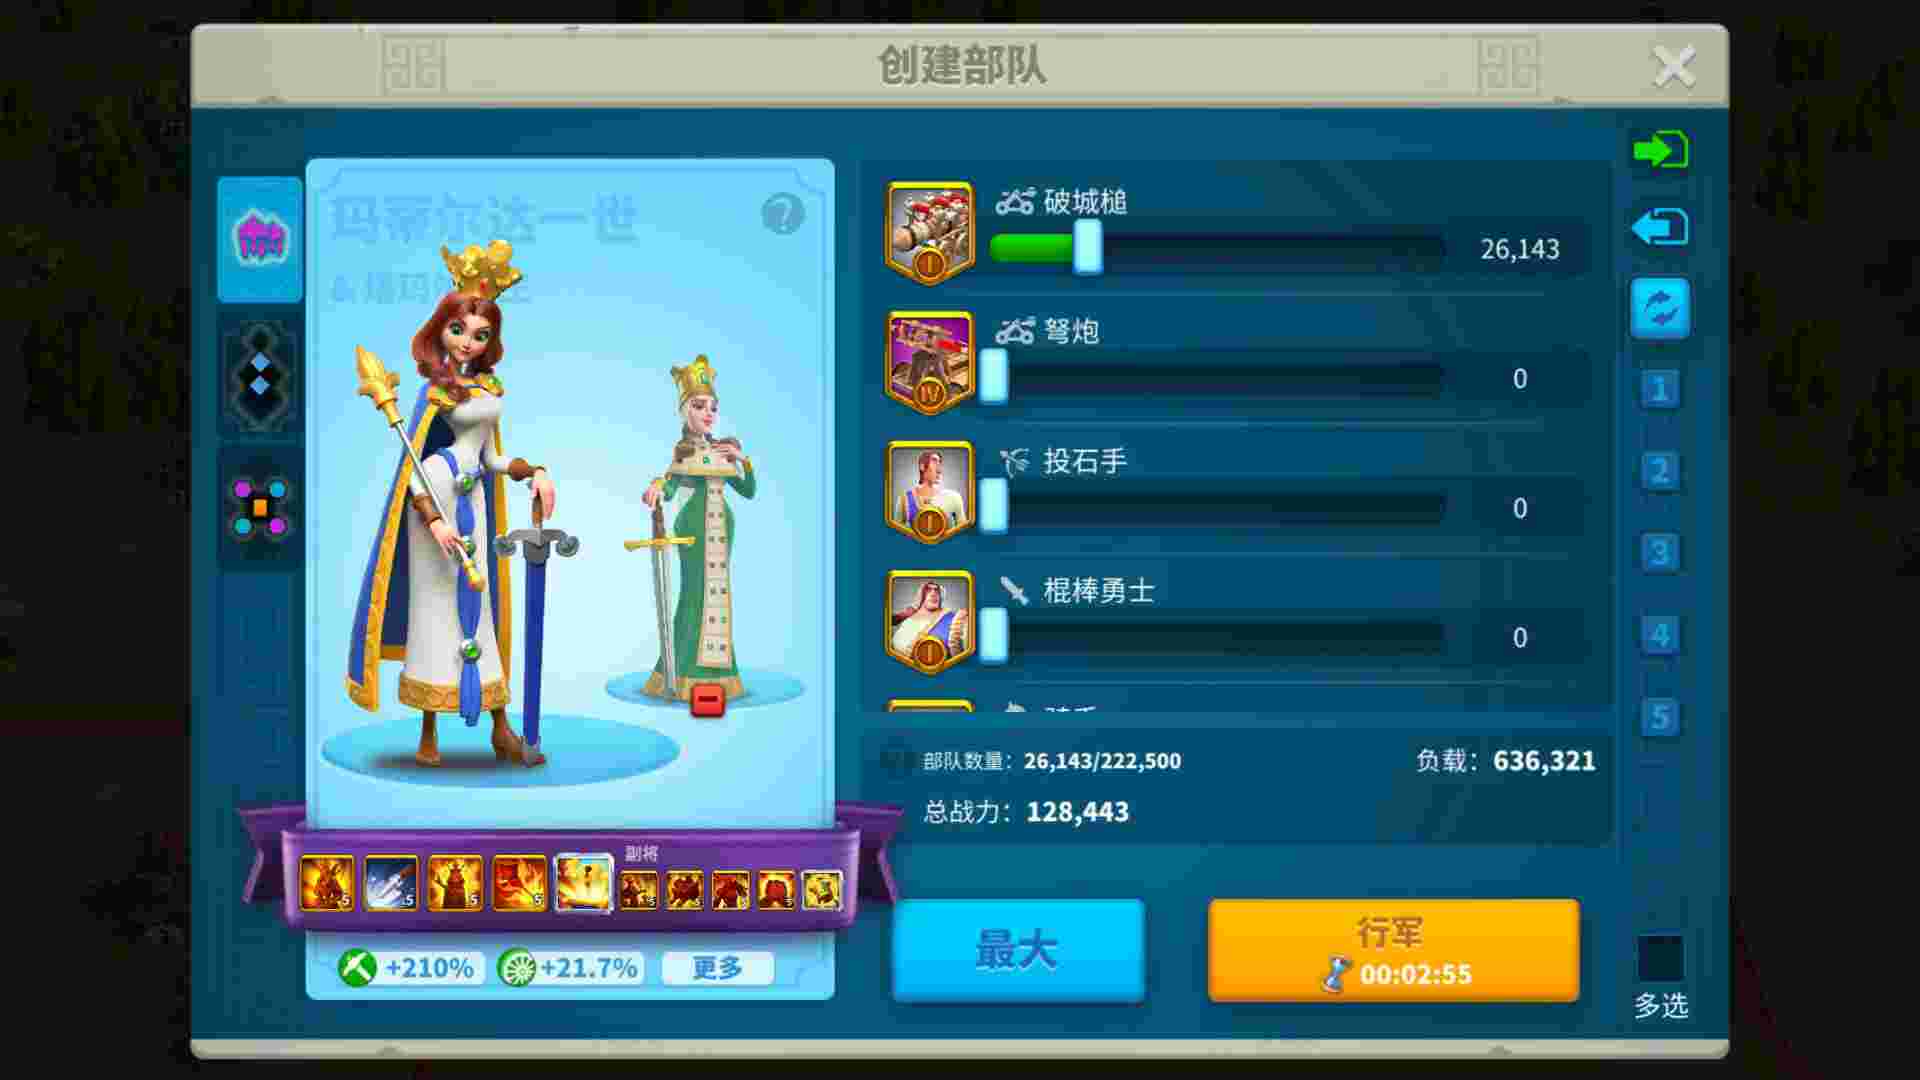 创建部队
玛蒂尔达一世
& 塔玛
破城槌
26,143
弩炮
0
投石手
0
棍棒勇士
0
部队数量：26,143/222,500
负载：636,321
总战力：128,443
副将
+210%
+21.7%
更多
最大
行军
00:02:55
1
2
3
4
5
多选
I
IV
I
I